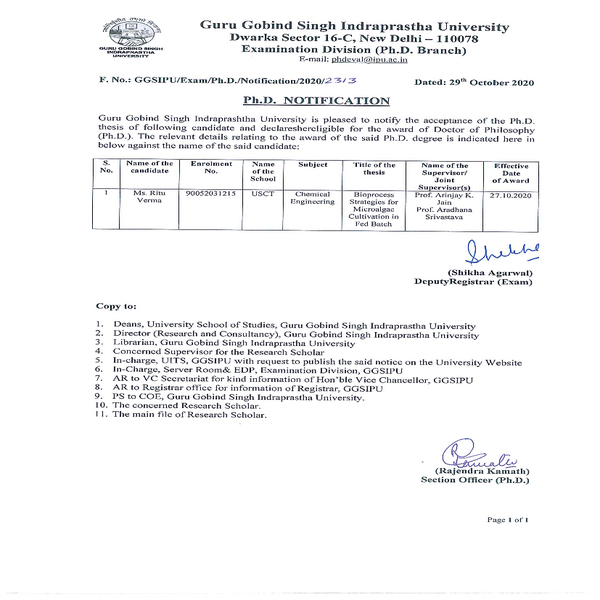 Guru Gobind Singh Indraprastha University
Dwarka Sector 16-C, New Delhi – 110078
Examination Division (Ph.D. Branch)
E-mail: phdeval@ipu.ac.in
GURU GOBIND SINGH
INDRAPRASTHA
UNIVERSITY
F. No.: GGSIPU/Exam/Ph.D./Notification/2020/2313
Dated: 29th October 2020
Ph.D. NOTIFICATION
Guru Gobind Singh Indraprashtha University is pleased to notify the acceptance of the Ph.D.
thesis of following candidate and declareshereligible for the award of Doctor of Philosophy
(Ph.D.). The relevant details relating to the award of the said Ph.D. degree is indicated here in
below against the name of the said candidate:
S. No. Name of the candidate Enrolment No. Name of the School Subject Title of the thesis Name of the Supervisor/ Joint Supervisor(s) Effective Date of Award
1 Ms. Ritu Verma 90052031215 USCT Chemical Engineering Bioprocess Strategies for Microalgae Cultivation in Fed Batch Prof. Arinjay K. Jain Prof. Aradhana Srivastava 27.10.2020
Shikha
(Shikha Agarwal)
DeputyRegistrar (Exam)
Copy to:
1. Deans, University School of Studies, Guru Gobind Singh Indraprastha University
2. Director (Research and Consultancy), Guru Gobind Singh Indraprastha University
3. Librarian, Guru Gobind Singh Indraprastha University
4. Concerned Supervisor for the Research Scholar
5. In-charge, UITS, GGSIPU with request to publish the said notice on the University Website
6. In-Charge, Server Room& EDP, Examination Division, GGSIPU
7. AR to VC Secretariat for kind information of Hon'ble Vice Chancellor, GGSIPU
8. AR to Registrar office for information of Registrar, GGSIPU
9. PS to COE, Guru Gobind Singh Indraprastha University.
10. The concerned Research Scholar.
11. The main file of Research Scholar.
(Rajendra Kamath)
Section Officer (Ph.D.)
Page 1 of 1